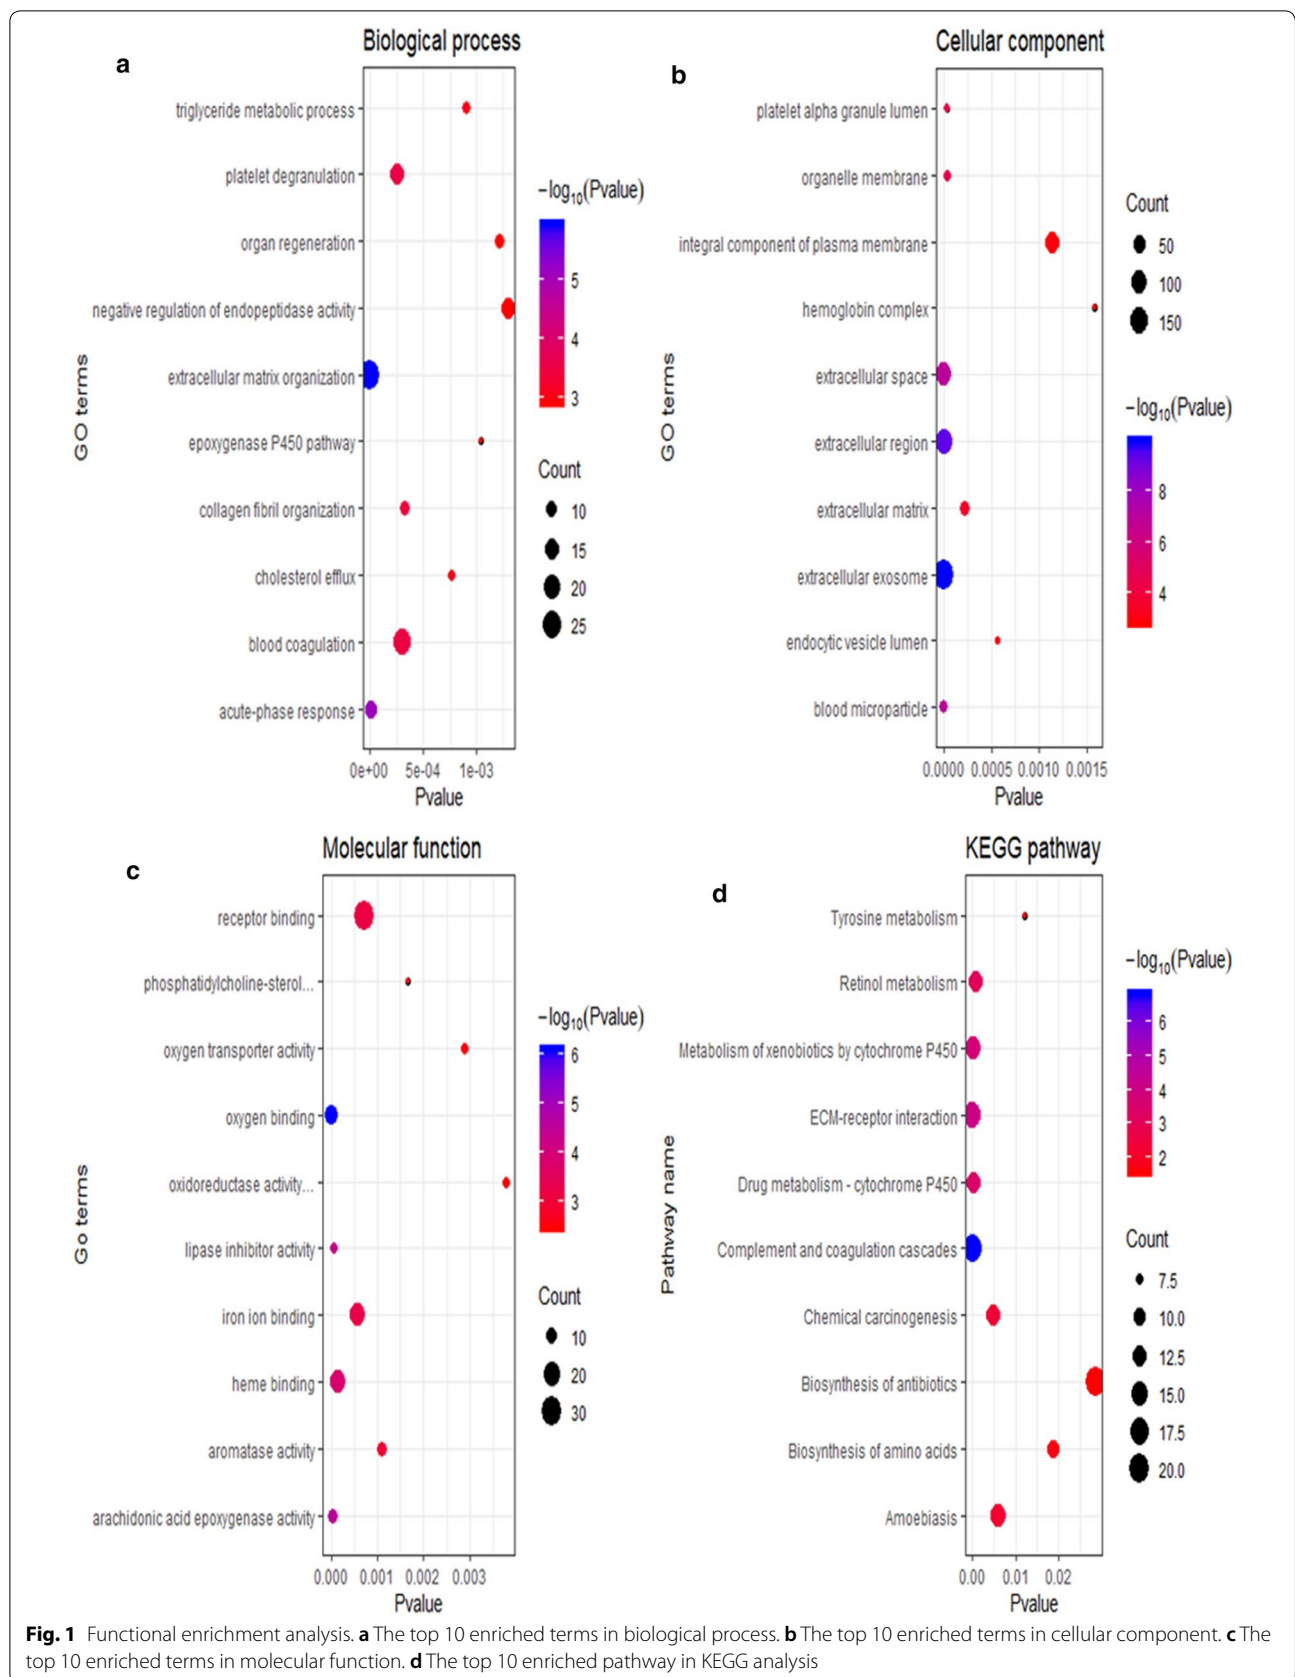 Biological process
a
triglyceride metabolic process
platelet degranulation
organ regeneration
negative regulation of endopeptidase activity
extracellular matrix organization
epoxygenase P450 pathway
collagen fibril organization
cholesterol efflux
blood coagulation
acute-phase response
GO terms
0e+00 5e-04 1e-03
Pvalue
−log10(Pvalue)
5
4
3
Count
10
15
20
25
Cellular component
b
platelet alpha granule lumen
organelle membrane
integral component of plasma membrane
hemoglobin complex
extracellular space
extracellular region
extracellular matrix
extracellular exosome
endocytic vesicle lumen
blood microparticle
GO terms
0.0000 0.0005 0.0010 0.0015
Pvalue
Count
50
100
150
−log10(Pvalue)
8
6
4
Molecular function
c
receptor binding
phosphatidylcholine-sterol...
oxygen transporter activity
oxygen binding
oxidoreductase activity...
lipase inhibitor activity
iron ion binding
heme binding
aromatase activity
arachidonic acid epoxygenase activity
Go terms
0.000 0.001 0.002 0.003
Pvalue
−log10(Pvalue)
6
5
4
3
Count
10
20
30
KEGG pathway
d
Tyrosine metabolism
Retinol metabolism
Metabolism of xenobiotics by cytochrome P450
ECM-receptor interaction
Drug metabolism - cytochrome P450
Complement and coagulation cascades
Chemical carcinogenesis
Biosynthesis of antibiotics
Biosynthesis of amino acids
Amoebiasis
Pathway name
0.00 0.01 0.02
Pvalue
−log10(Pvalue)
6
5
4
3
2
Count
7.5
10.0
12.5
15.0
17.5
20.0
Fig. 1 Functional enrichment analysis. a The top 10 enriched terms in biological process. b The top 10 enriched terms in cellular component. c The
top 10 enriched terms in molecular function. d The top 10 enriched pathway in KEGG analysis